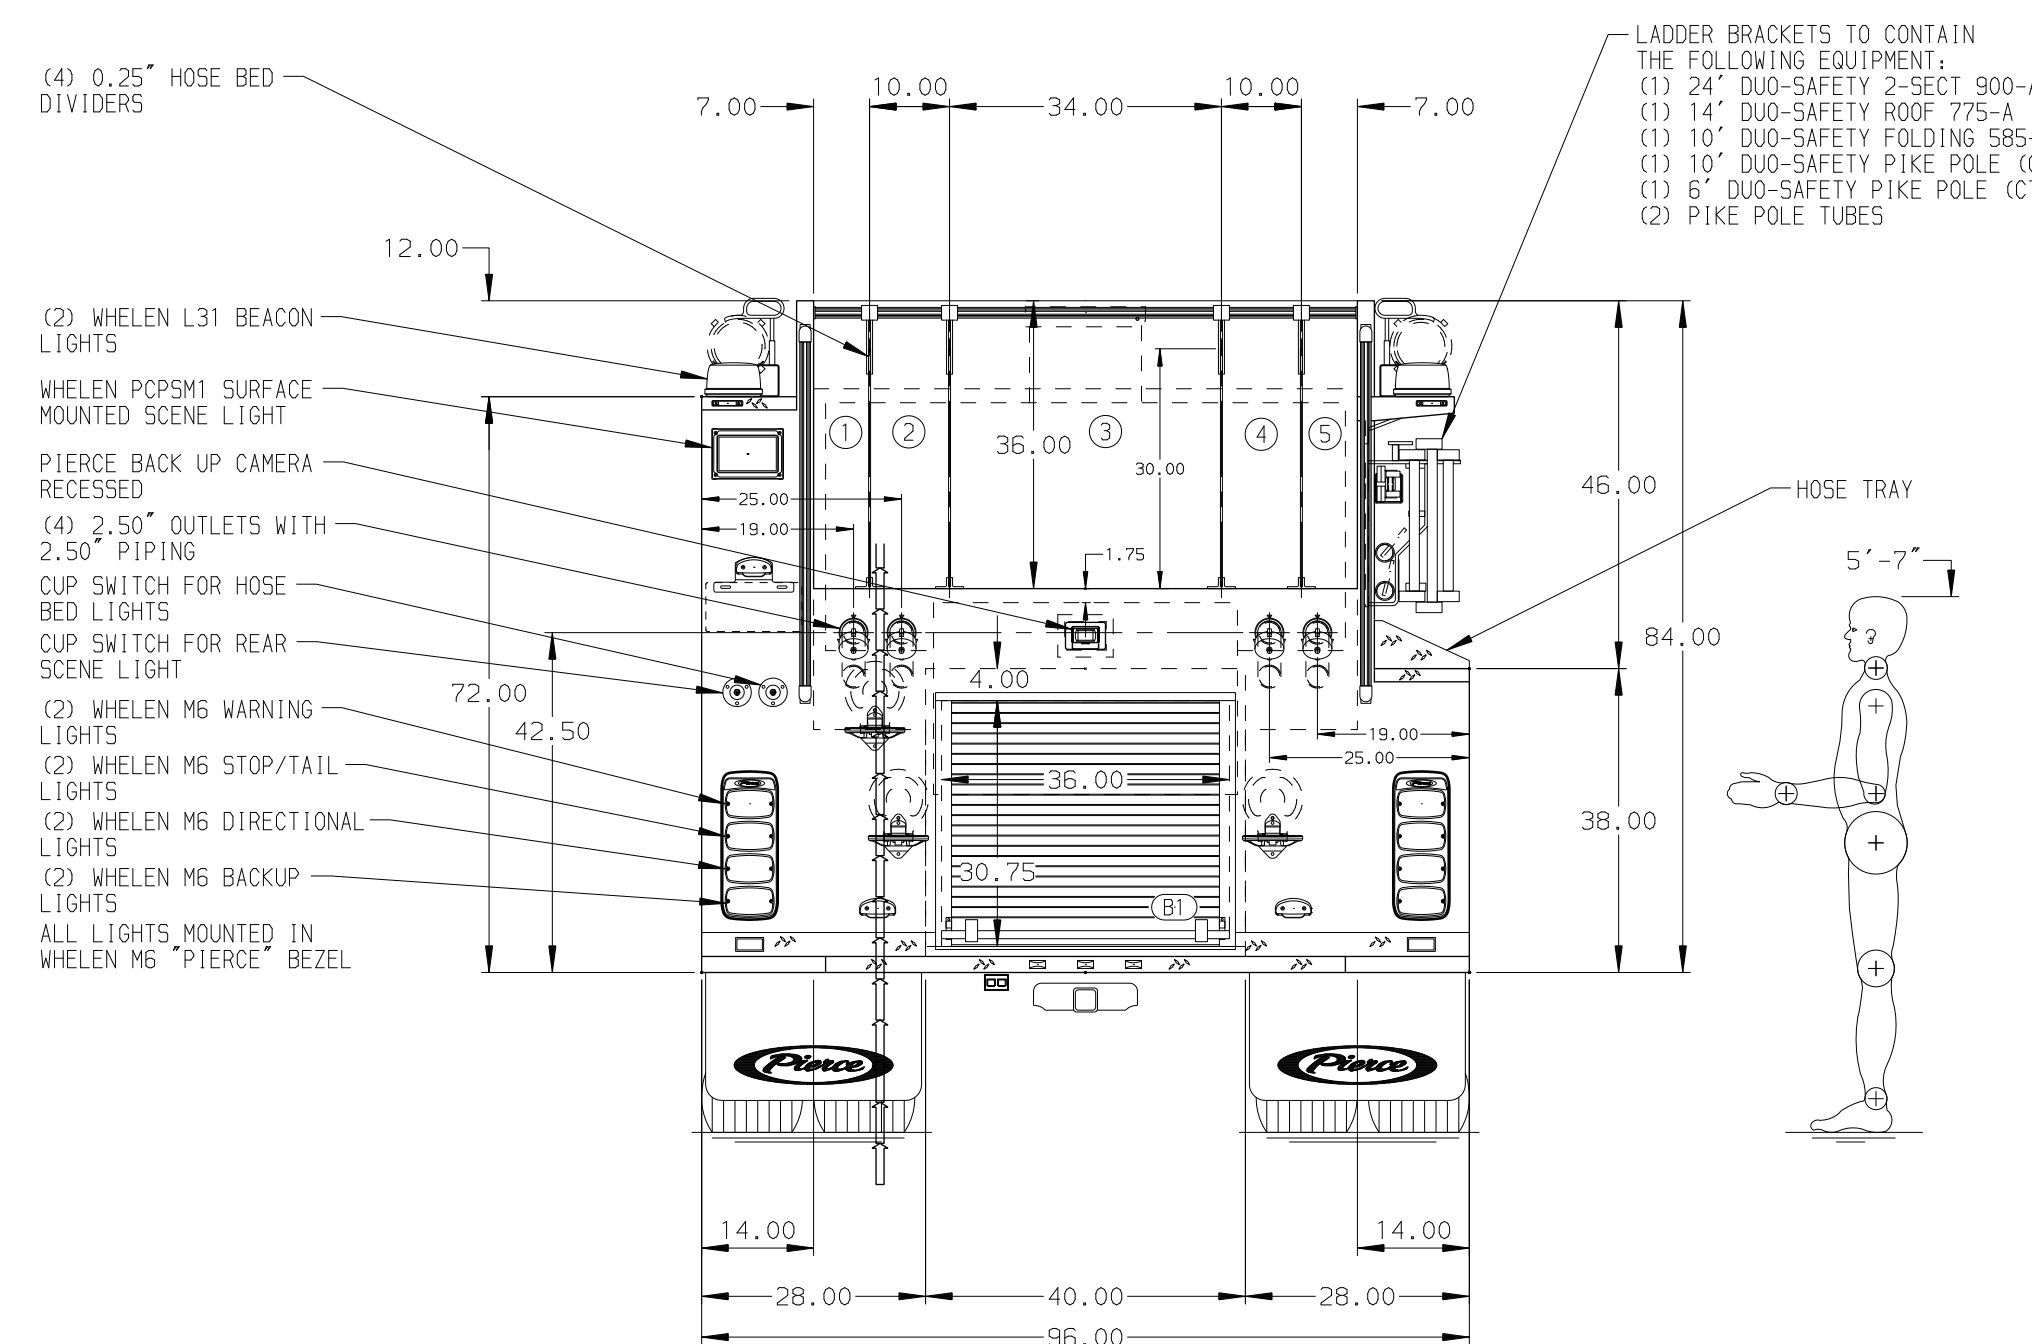 (4) 0.25" HOSE BED
DIVIDERS
(2) WHELEN L31 BEACON
LIGHTS
WHELEN PCPSM1 SURFACE
MOUNTED SCENE LIGHT
PIERCE BACK UP CAMERA
RECESSED
(4) 2.50" OUTLETS WITH
2.50" PIPING
CUP SWITCH FOR HOSE
BED LIGHTS
CUP SWITCH FOR REAR
SCENE LIGHT
(2) WHELEN M6 WARNING
LIGHTS
(2) WHELEN M6 STOP/TAIL
LIGHTS
(2) WHELEN M6 DIRECTIONAL
LIGHTS
(2) WHELEN M6 BACKUP
LIGHTS
ALL LIGHTS MOUNTED IN
WHELEN M6 "PIERCE" BEZEL
LADDER BRACKETS TO CONTAIN
THE FOLLOWING EQUIPMENT:
(1) 24' DUO-SAFETY 2-SECT 900-A
(1) 14' DUO-SAFETY ROOF 775-A
(1) 10' DUO-SAFETY FOLDING 585-
(1) 10' DUO-SAFETY PIKE POLE
(1) 6' DUO-SAFETY PIKE POLE
(2) PIKE POLE TUBES
HOSE TRAY
5'-7"
7.00
10.00
34.00
10.00
7.00
12.00
1
2
3
4
5
36.00
30.00
25.00
19.00
1.75
46.00
84.00
72.00
42.50
4.00
19.00
25.00
36.00
38.00
30.75
B1
Pierce
Pierce
14.00
14.00
28.00
40.00
28.00
96.00